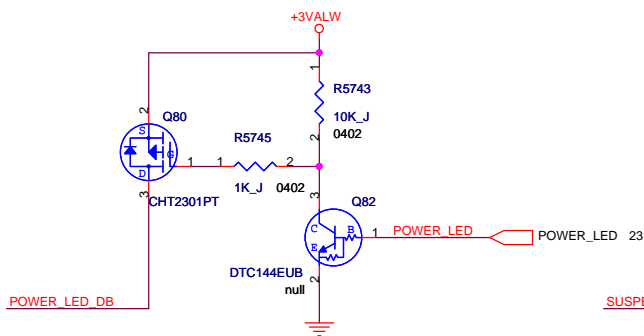 +3VALW
1
R5743
10K_J
2
0402
2
Q80
S
G
D
1
3
CHT2301PT
R5745
1
2
1K_J
0402
3
Q82
C
B
E
1
POWER_LED
POWER_LED 23
DTC144EUB
2
null
POWER_LED_DB
SUSPE